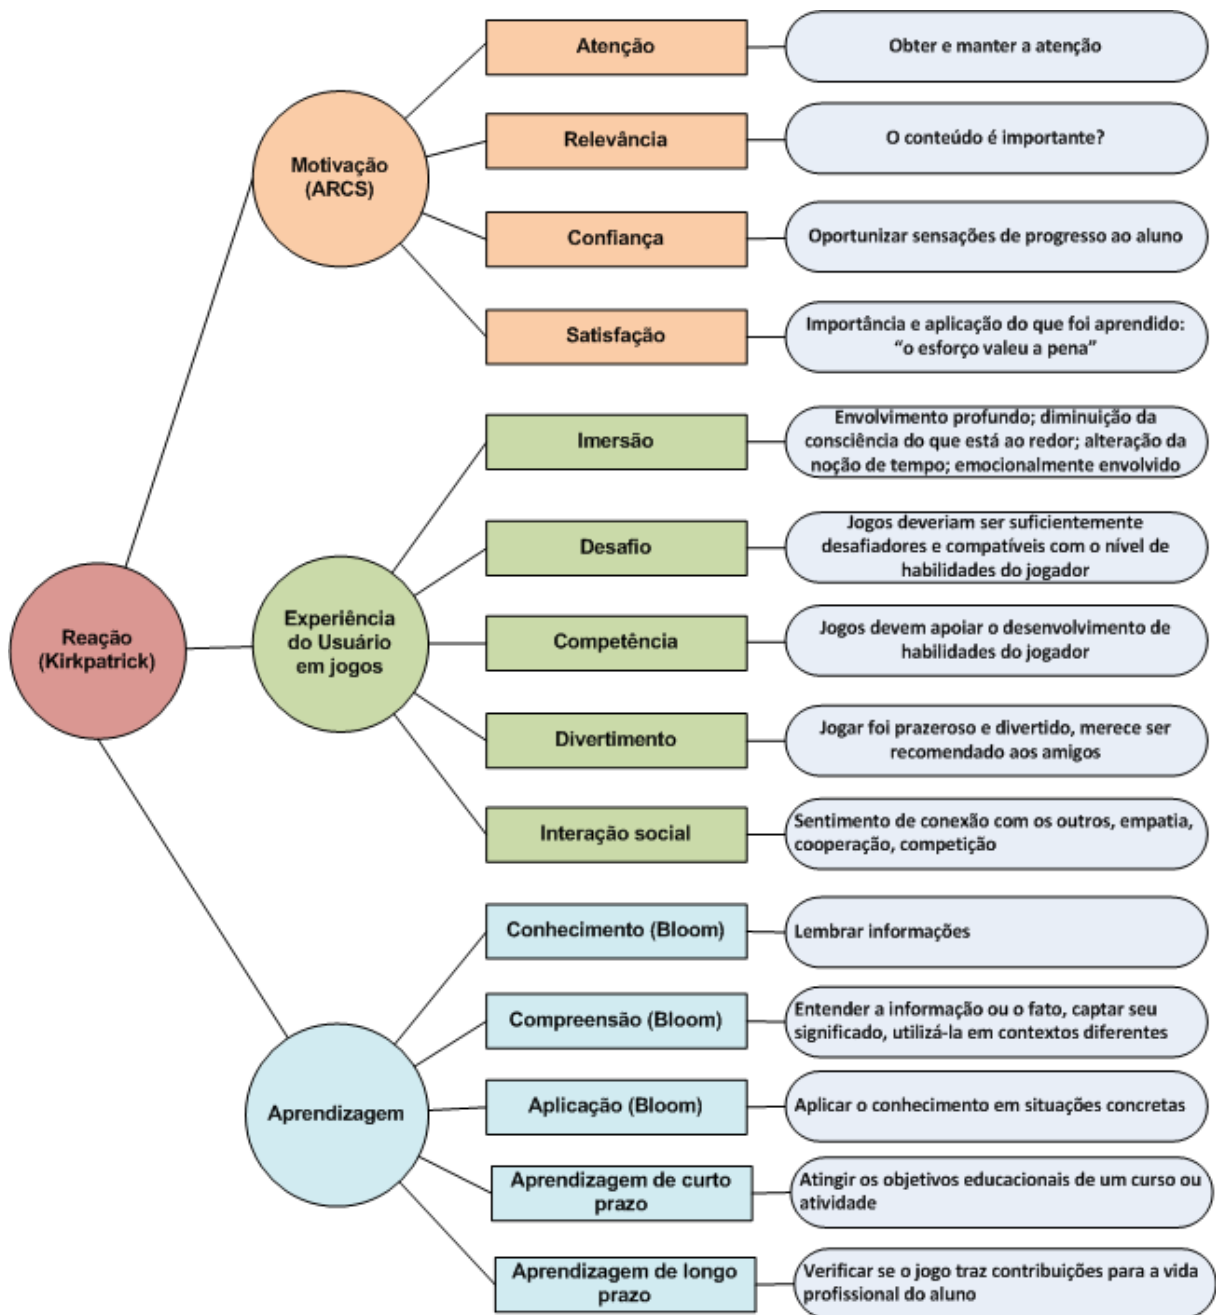 Reação
(Kirkpatrick)
Motivação
(ARCS)
Atenção
Obter e manter a atenção
Relevância
O conteúdo é importante?
Confiança
Oportunizar sensações de progresso ao aluno
Satisfação
Importância e aplicação do que foi aprendido:
“o esforço valeu a pena”
Experiência
do Usuário
em jogos
Imersão
Envolvimento profundo; diminuição da
consciência do que está ao redor; alteração da
noção de tempo; emocionalmente envolvido
Desafio
Jogos deveriam ser suficientemente
desafiadores e compatíveis com o nível de
habilidades do jogador
Competência
Jogos devem apoiar o desenvolvimento de
habilidades do jogador
Divertimento
Jogar foi prazeroso e divertido, merece ser
recomendado aos amigos
Interação social
Sentimento de conexão com os outros, empatia,
cooperação, competição
Aprendizagem
Conhecimento (Bloom)
Lembrar informações
Compreensão (Bloom)
Entender a informação ou o fato, captar seu
significado, utilizá-la em contextos diferentes
Aplicação (Bloom)
Aplicar o conhecimento em situações concretas
Aprendizagem de curto
prazo
Atingir os objetivos educacionais de um curso ou
atividade
Aprendizagem de longo
prazo
Verificar se o jogo traz contribuições para a vida
profissional do aluno